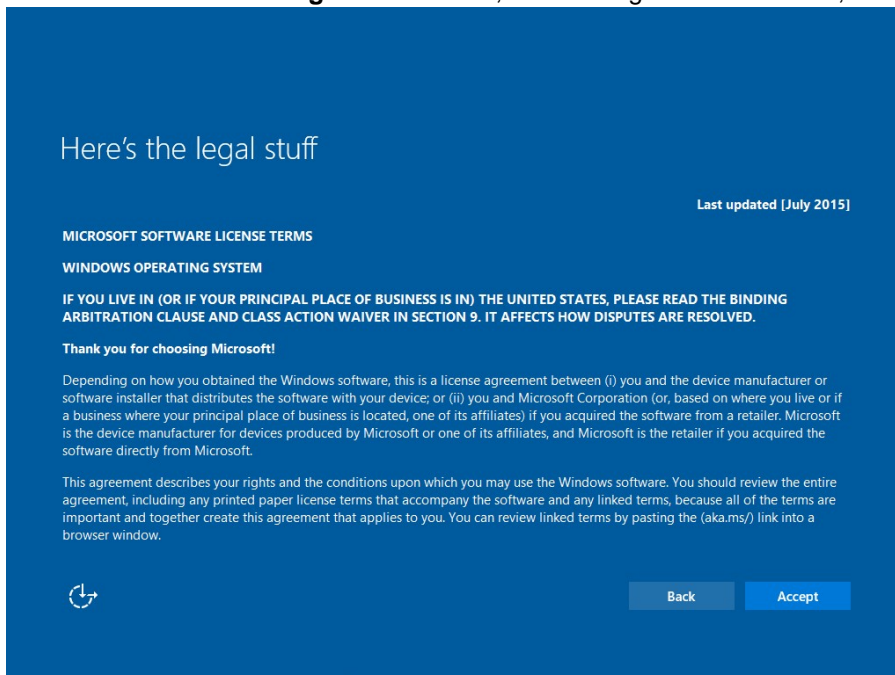 Here's the legal stuff
Last updated [July 2015]
MICROSOFT SOFTWARE LICENSE TERMS
WINDOWS OPERATING SYSTEM
IF YOU LIVE IN (OR IF YOUR PRINCIPAL PLACE OF BUSINESS IS IN) THE UNITED STATES, PLEASE READ THE BINDING
ARBITRATION CLAUSE AND CLASS ACTION WAIVER IN SECTION 9. IT AFFECTS HOW DISPUTES ARE RESOLVED.
Thank you for choosing Microsoft!
Depending on how you obtained the Windows software, this is a license agreement between (i) you and the device manufacturer or
software installer that distributes the software with your device; or (ii) you and Microsoft Corporation (or, based on where you live or if
a business where your principal place of business is located, one of its affiliates) if you acquired the software from a retailer. Microsoft
is the device manufacturer for devices produced by Microsoft or one of its affiliates, and Microsoft is the retailer if you acquired the
software directly from Microsoft.
This agreement describes your rights and the conditions upon which you may use the Windows software. You should review the entire
agreement, including any printed paper license terms that accompany the software and any linked terms, because all of the terms are
important and together create this agreement that applies to you. You can review linked terms by pasting the (aka.ms/) link into a
browser window.
Back
Accept